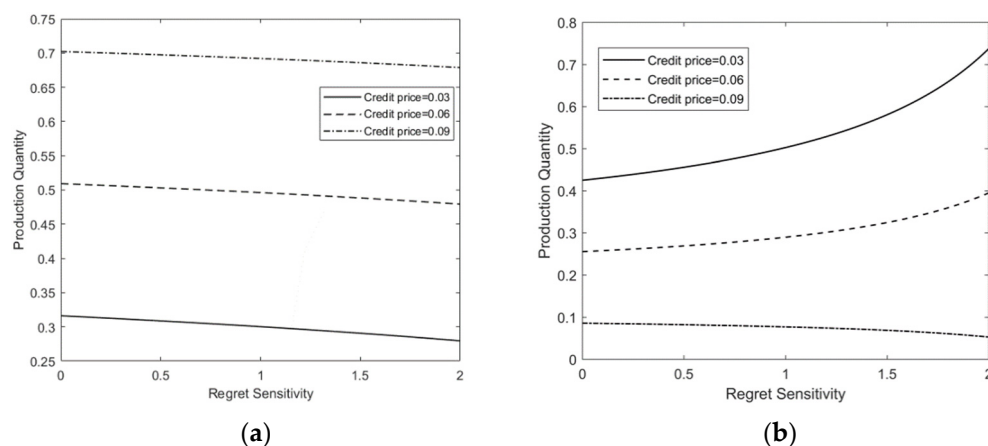 0.75
0.7
0.65
0.6
0.55
0.5
0.45
0.4
0.35
0.3
0.25
Production Quantity
Credit price=0.03
Credit price=0.06
Credit price=0.09
0 0.5 1 1.5 2
Regret Sensitivity
(a)
0.8
0.7
0.6
0.5
0.4
0.3
0.2
0.1
0
Production Quantity
Credit price=0.03
Credit price=0.06
Credit price=0.09
0 0.5 1 1.5 2
Regret Sensitivity
(b)